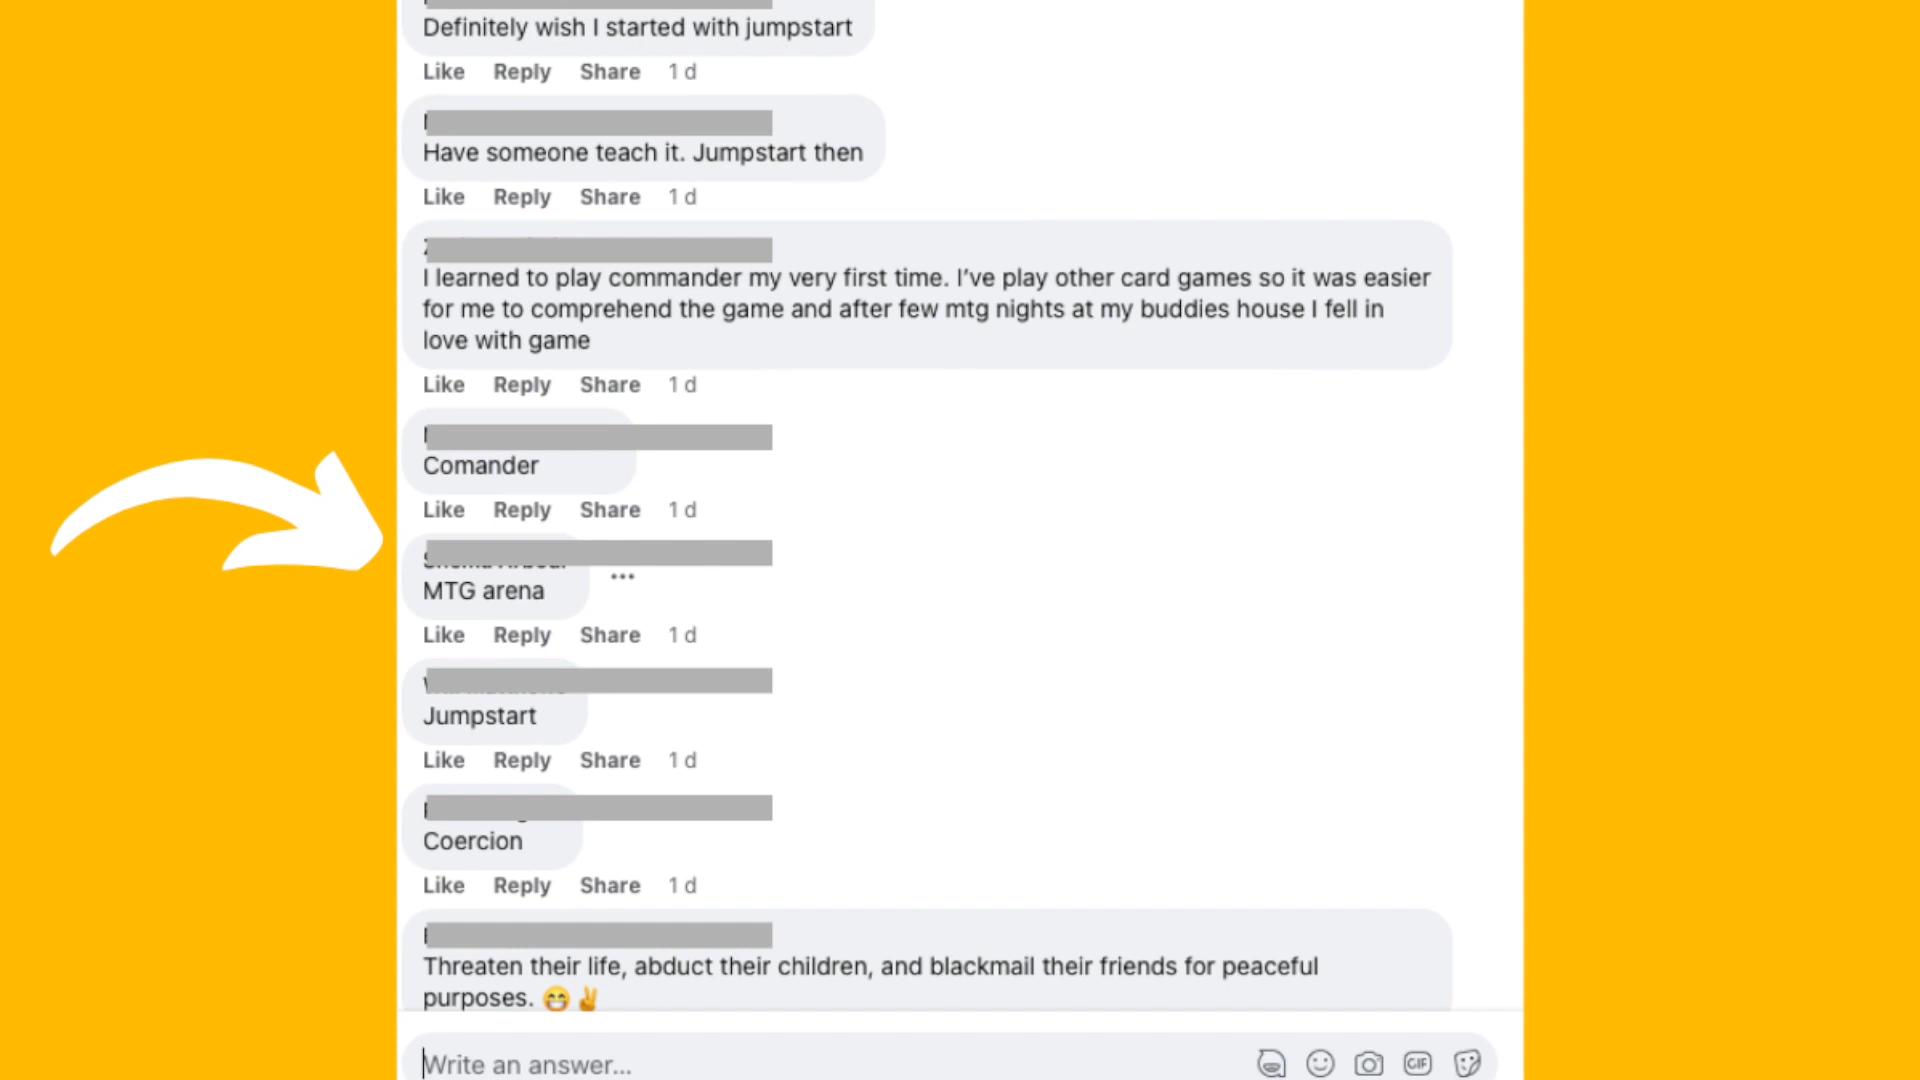 Definitely wish I started with jumpstart
Like Reply Share 1 d
Have someone teach it. Jumpstart then
Like Reply Share 1 d
I learned to play commander my very first time. I've play other card games so it was easier
for me to comprehend the game and after few mtg nights at my buddies house I fell in
love with game
Like Reply Share 1 d
Comander
Like Reply Share 1 d
MTG arena
Like Reply Share 1 d
Jumpstart
Like Reply Share 1 d
Coercion
Like Reply Share 1 d
Threaten their life, abduct their children, and blackmail their friends for peaceful
purposes. 😁✌️
Write an answer...
GIF